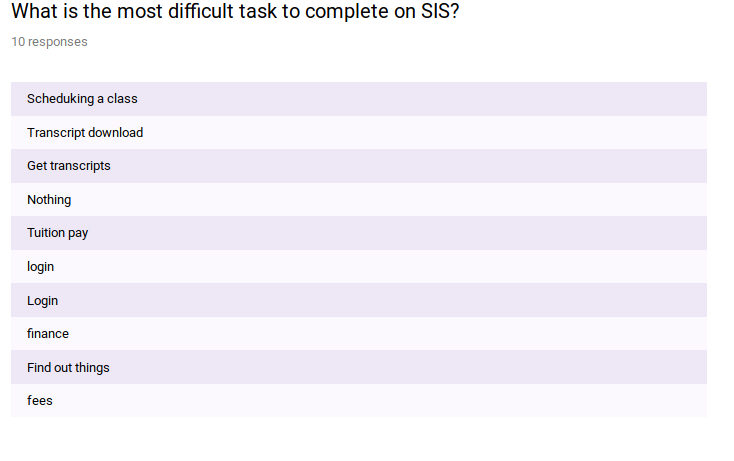 What is the most difficult task to complete on SIS?
10 responses
Scheduking a class
Transcript download
Get transcripts
Nothing
Tuition pay
login
Login
finance
Find out things
fees